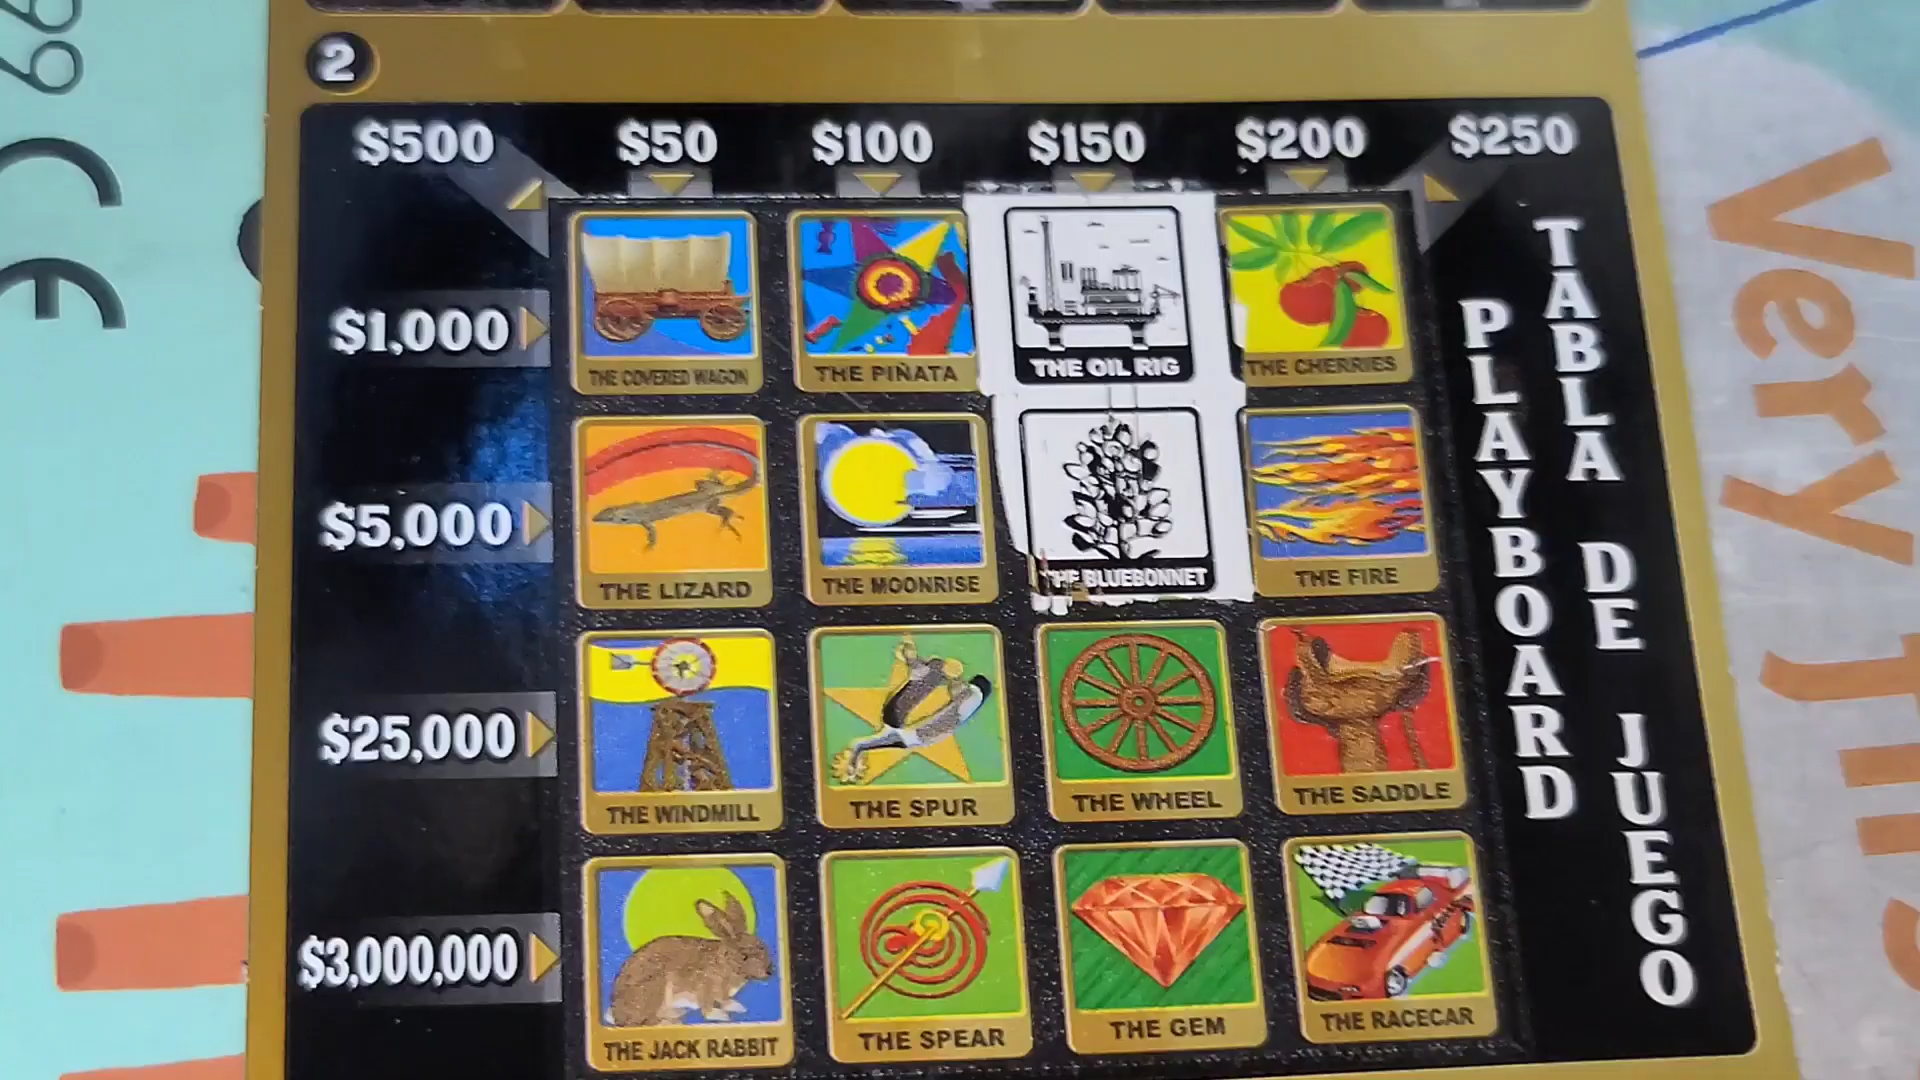 99
CE
2
$500 $50 $100 $150 $200 $250
$1,000
THE COVERED WAGON
THE PIÑATA
THE OIL RIG
THE CHERRIES
$5,000
THE LIZARD
THE MOONRISE
THE BLUEBONNET
THE FIRE
$25,000
THE WINDMILL
THE SPUR
THE WHEEL
THE SADDLE
$3,000,000
THE JACK RABBIT
THE SPEAR
THE GEM
THE RACECAR
PLAYBOARD
TABLA DE JUEGO
Very